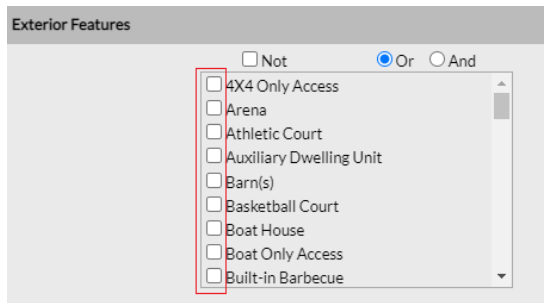 Exterior Features
Not Or And
4X4 Only Access
Arena
Athletic Court
Auxiliary Dwelling Unit
Barn(s)
Basketball Court
Boat House
Boat Only Access
Built-in Barbecue